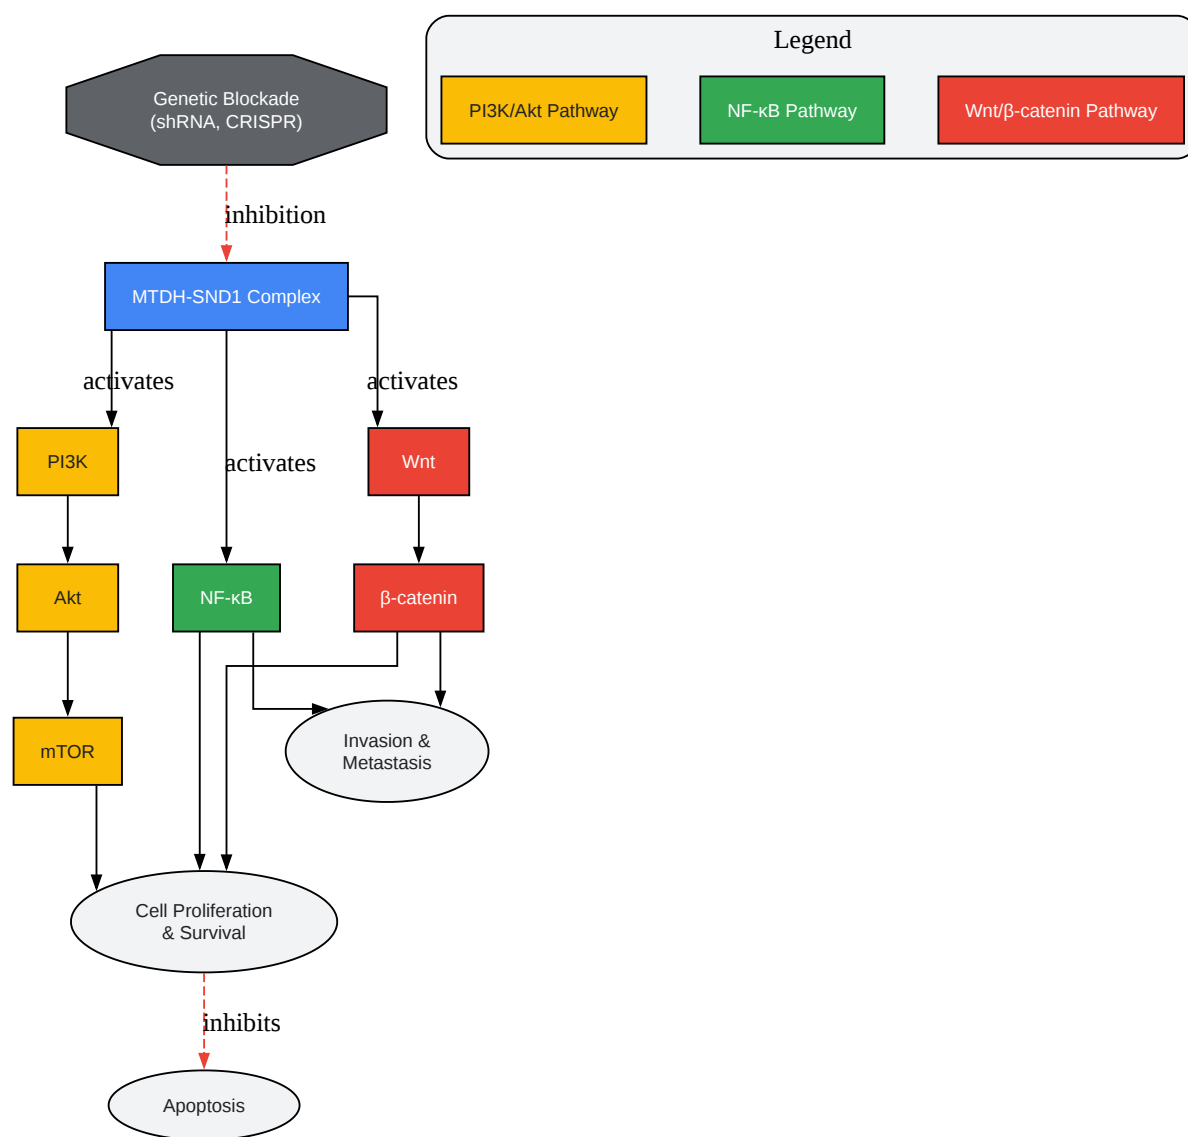 Legend
Genetic Blockade
(shRNA, CRISPR)
PI3K/Akt Pathway
NF-κB Pathway
Wnt/β-catenin Pathway
inhibition
MTDH-SND1 Complex
activates
activates
PI3K
activates
Wnt
Akt
NF-κB
β-catenin
mTOR
Invasion &
Metastasis
Cell Proliferation
& Survival
inhibits
Apoptosis